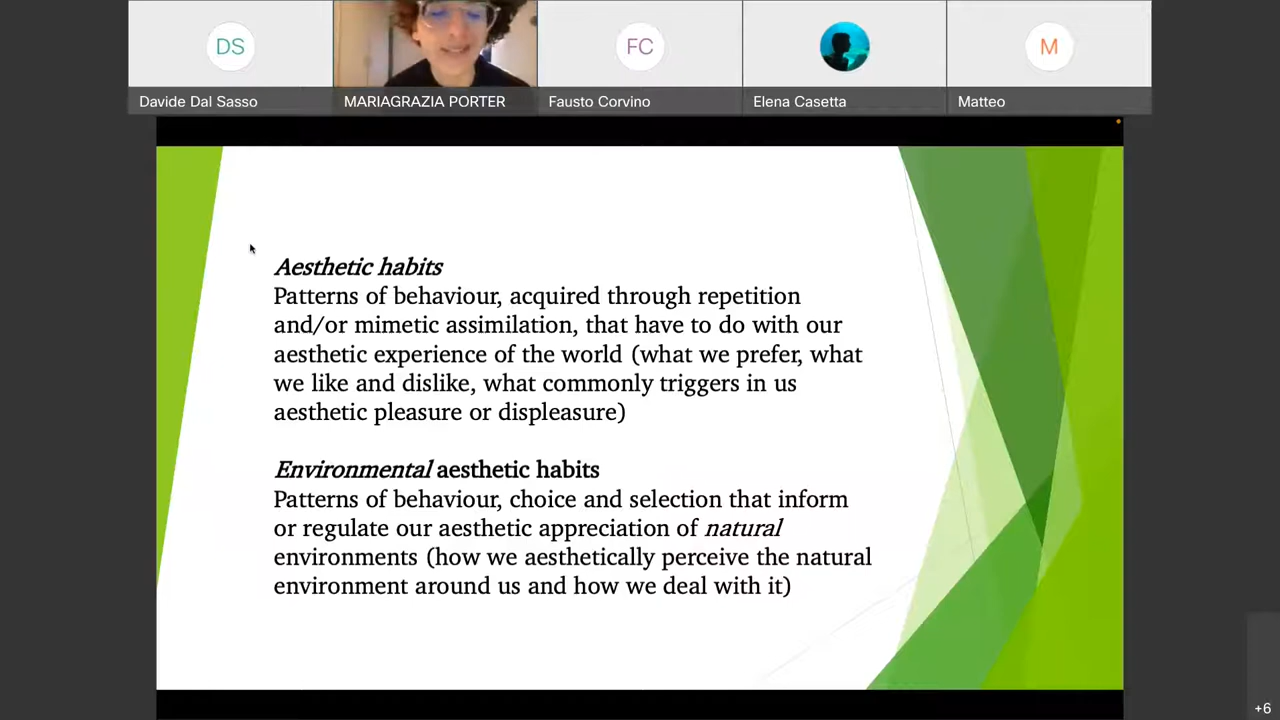 DS
FC
M
Davide Dal Sasso
MARIAGRAZIA PORTER
Fausto Corvino
Elena Casetta
Matteo
Aesthetic habits
Patterns of behaviour, acquired through repetition
and/or mimetic assimilation, that have to do with our
aesthetic experience of the world (what we prefer, what
we like and dislike, what commonly triggers in us
aesthetic pleasure or displeasure)
Environmental aesthetic habits
Patterns of behaviour, choice and selection that inform
or regulate our aesthetic appreciation of natural
environments (how we aesthetically perceive the natural
environment around us and how we deal with it)
+6